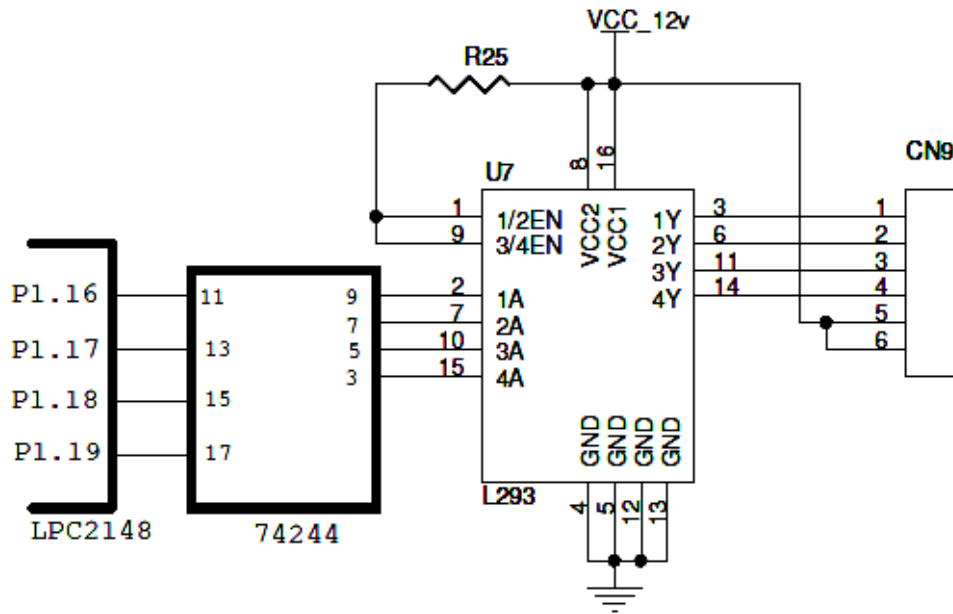 VCC_12v
R25
8
16
U7
CN9
1
1/2EN
VCC2
VCC1
1Y
3
1
9
3/4EN
2Y
6
2
3Y
11
3
P1.16
11
9
2
1A
4Y
14
4
7
7
2A
5
P1.17
13
5
10
3A
6
3
15
4A
P1.18
15
P1.19
17
GND
GND
GND
GND
L293
4
5
12
13
LPC2148
74244